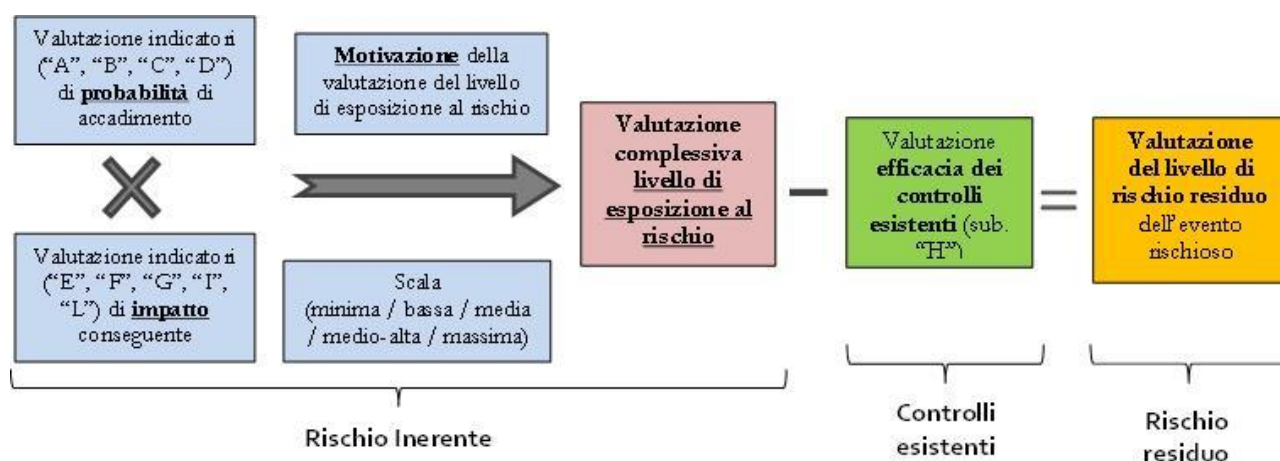 Valutazione indicatori
(“A”, “B”, “C”, “D”)
di probabilità di
accadimento
Motivazione della
valutazione del livello
di esposizione al rischio
Valutazione indicatori
(“E”, “F”, “G”, “I”,
“L”) di impatto
conseguente
Scala
(minima / bassa / media
/ medio-alta / massima)
Valutazione
complessiva
livello di
esposizione al
rischio
Valutazione
efficacia dei
controlli
esistenti (sub.
“H”)
Valutazione
del livello di
rischio residuo
dell’evento
rischioso
Rischio Inerente
Controlli
esistenti
Rischio
residuo